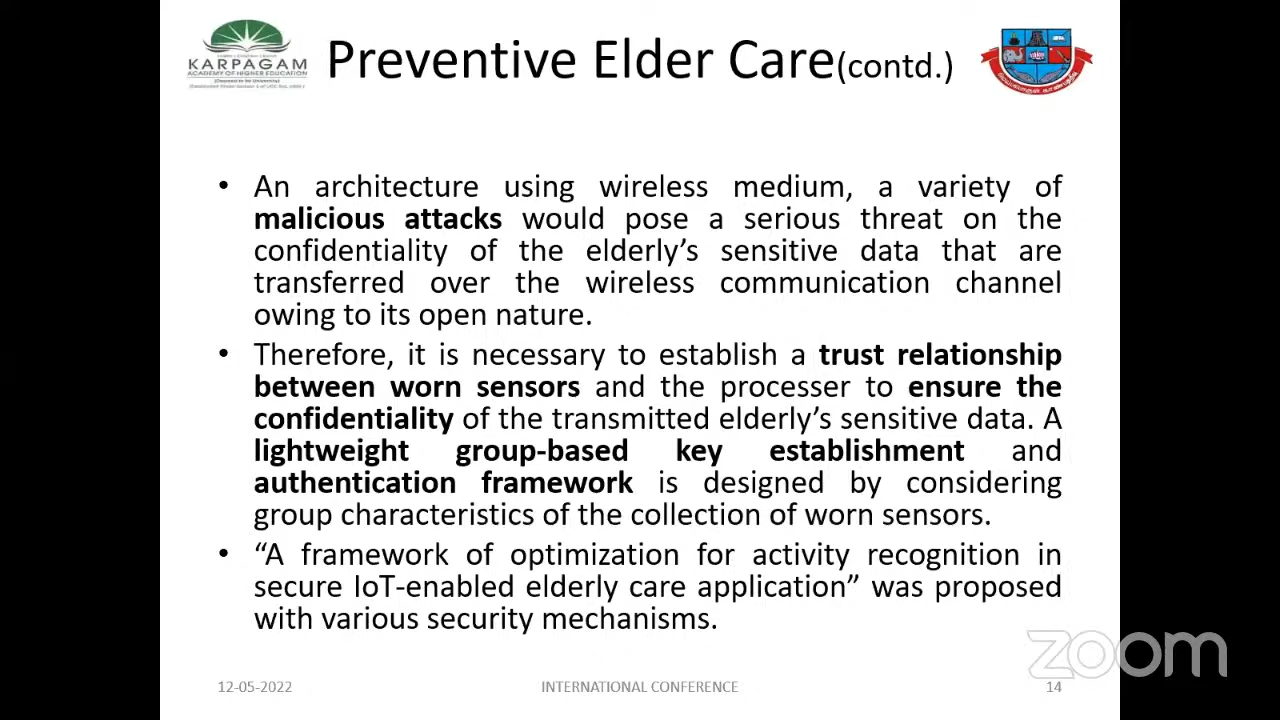 KARPAGAM
ACADEMY OF HIGHER EDUCATION
(Deemed to be University)
Preventive Elder Care(contd.)
• An architecture using wireless medium, a variety of
malicious attacks would pose a serious threat on the
confidentiality of the elderly’s sensitive data that are
transferred over the wireless communication channel
owing to its open nature.
• Therefore, it is necessary to establish a trust relationship
between worn sensors and the processer to ensure the
confidentiality of the transmitted elderly’s sensitive data. A
lightweight group-based key establishment and
authentication framework is designed by considering
group characteristics of the collection of worn sensors.
• “A framework of optimization for activity recognition in
secure IoT-enabled elderly care application” was proposed
with various security mechanisms.
zoom
12-05-2022
INTERNATIONAL CONFERENCE
14